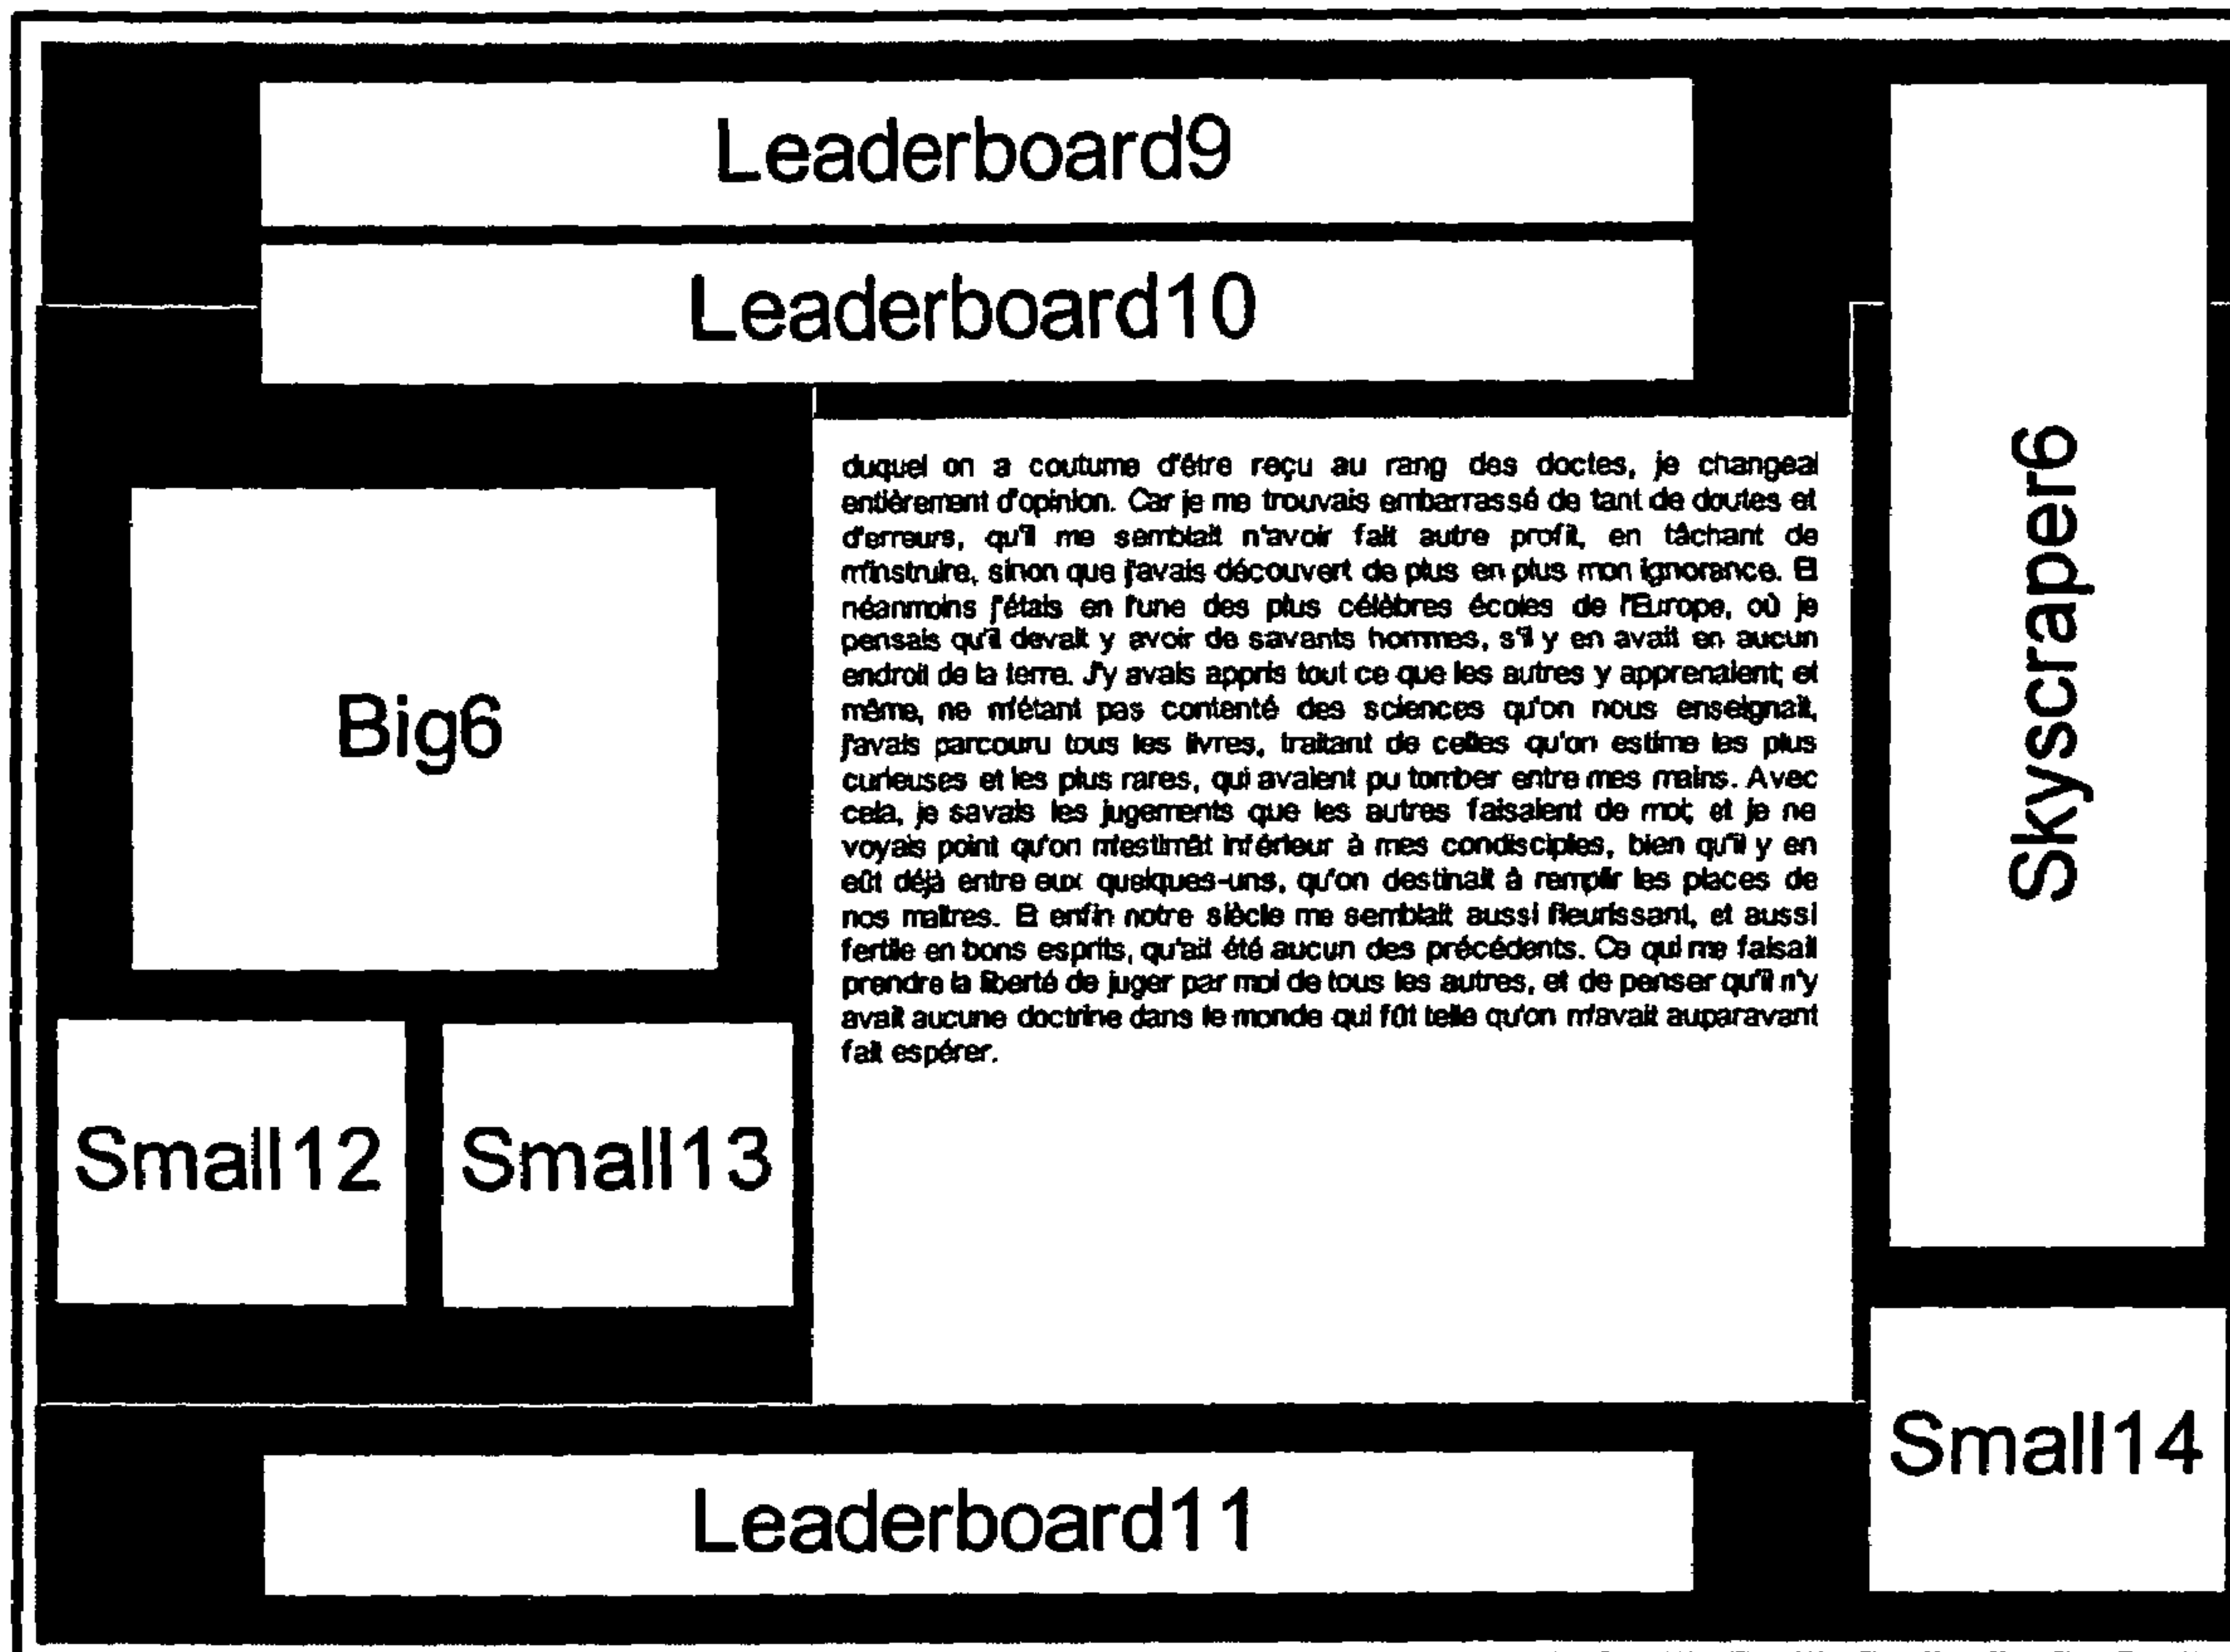 Leaderboard9
Leaderboard10
duquel on a coutume d'être reçu au rang des doctes, je changeai
entièrement d'opinion. Car je me trouvais embarrassé de tant de doutes et
d'erreurs, qu'il me semblait n'avoir fait autre profit, en tâchant de
m'instruire, sinon que j'avais découvert de plus en plus mon ignorance. Et
néanmoins j'étais en l'une des plus célèbres écoles de l'Europe, où je
pensais qu'il devait y avoir de savants hommes, s'il y en avait en aucun
endroit de la terre. J'y avais appris tout ce que les autres y apprenaient; et
même, ne m'étant pas contenté des sciences qu'on nous enseignait,
j'avais parcouru tous les livres, traitant de celles qu'on estime les plus
curieuses et les plus rares, qui avaient pu tomber entre mes mains. Avec
cela, je savais les jugements que les autres faisaient de moi; et je ne
voyais point qu'on m'estimât inférieur à mes condisciples, bien qu'il y en
eût déjà entre eux quelques-uns, qu'on destinait à remplir les places de
nos maîtres. Et enfin notre siècle me semblait aussi fleurissant, et aussi
fertile en bons esprits, qu'ait été aucun des précédents. Ce qui me faisait
prendre la liberté de juger par moi de tous les autres, et de penser qu'il n'y
avait aucune doctrine dans le monde qui fût telle qu'on m'avait auparavant
fait espérer.
Big6
Small12
Small13
Skyscraper6
Small14
Leaderboard11